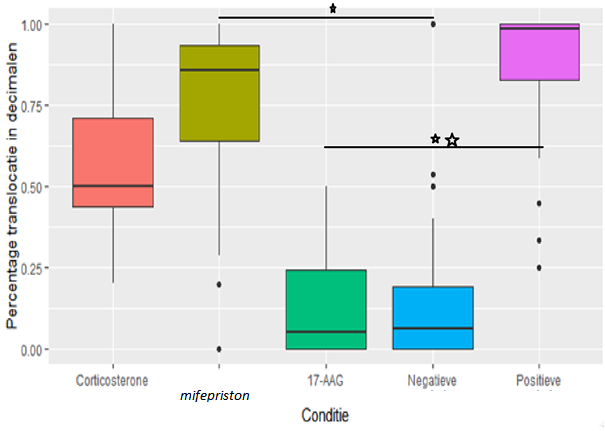 Percentage translocatie in decimalen
1.00
0.75
0.50
0.25
0.00
Corticosterone mifepriston 17-AAG Negatieve Positieve
Conditie